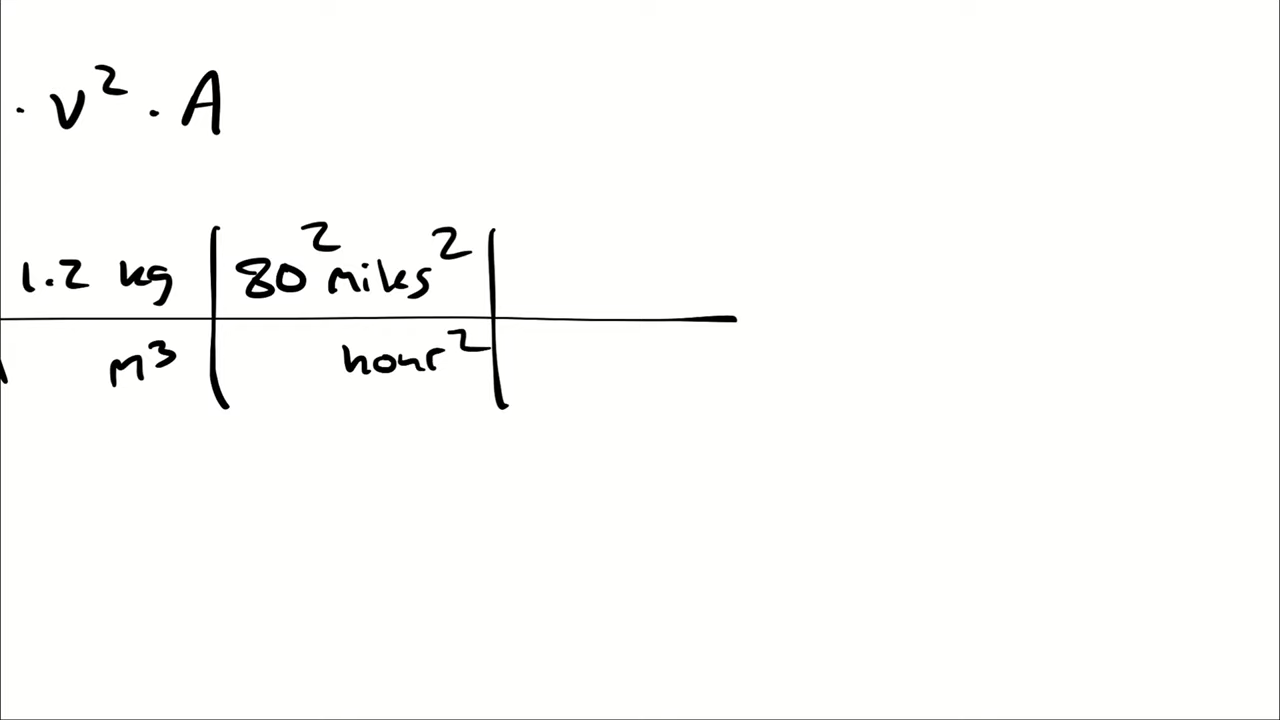 · v² · A
1.2 kg | 80² miles² |
m³ | hour² |